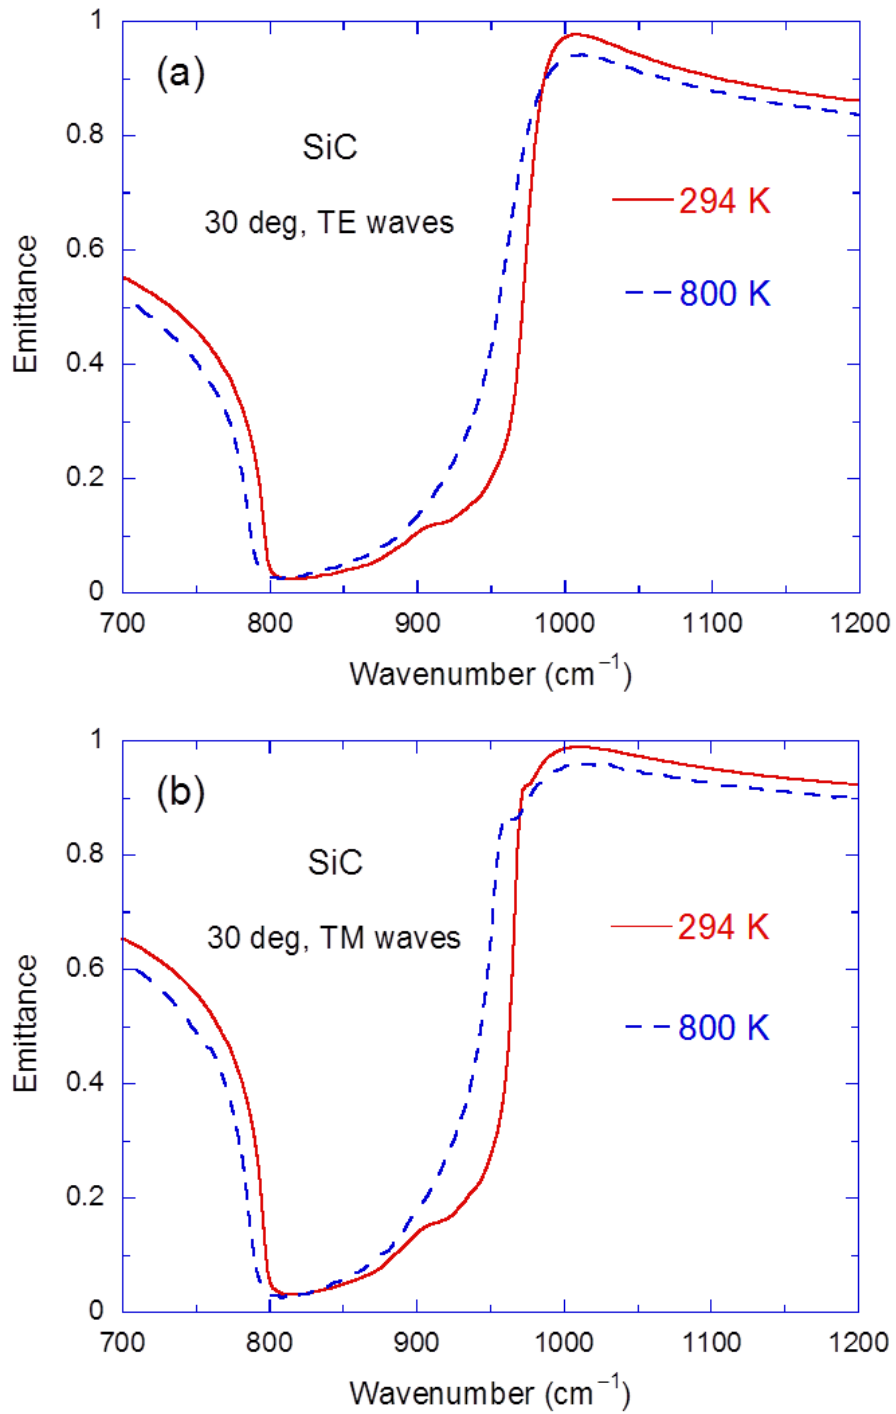 1
(a)
0.8
SiC
294 K
30 deg, TE waves
0.6
800 K
Emittance
0.4
0.2
0
700 800 900 1000 1100 1200
Wavenumber (cm⁻¹)
1
(b)
0.8
SiC
294 K
30 deg, TM waves
0.6
800 K
Emittance
0.4
0.2
0
700 800 900 1000 1100 1200
Wavenumber (cm⁻¹)